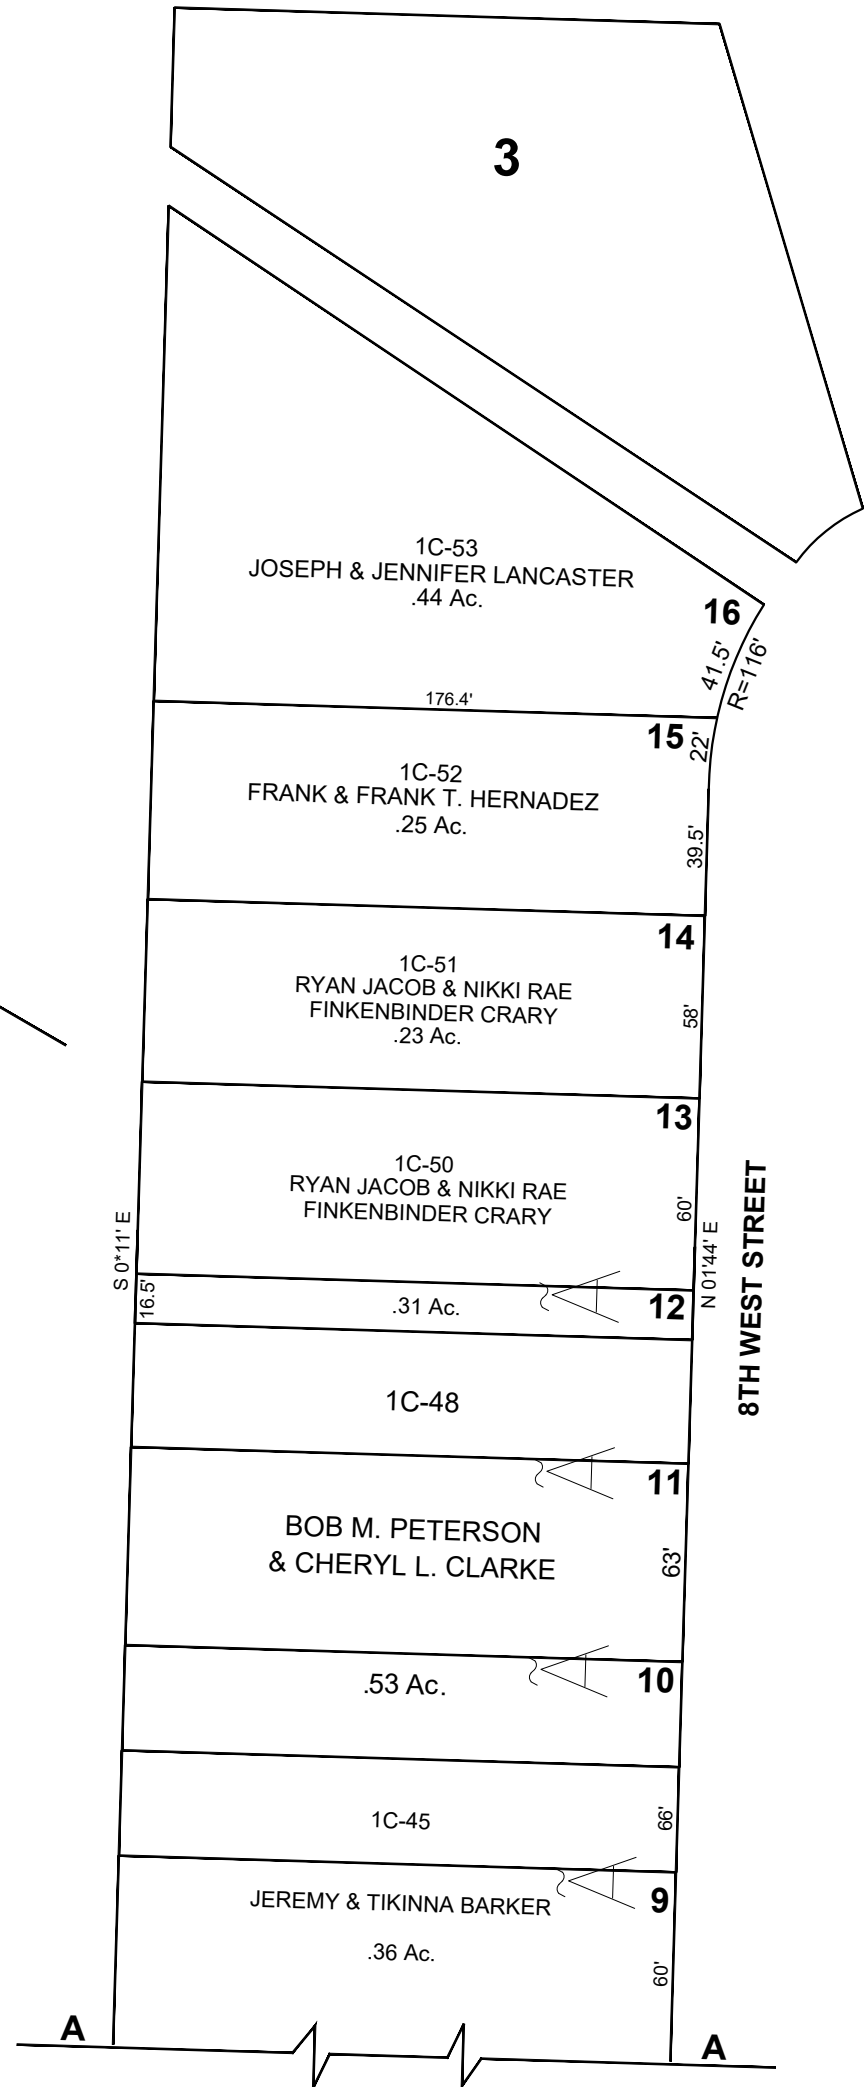 3
1C-53
JOSEPH & JENNIFER LANCASTER
.44 Ac.
16
41.5'
R=116'
176.4'
15
22'
1C-52
FRANK & FRANK T. HERNADEZ
.25 Ac.
39.5'
14
1C-51
RYAN JACOB & NIKKI RAE
FINKENBINDER CRARY
.23 Ac.
58'
13
1C-50
RYAN JACOB & NIKKI RAE
FINKENBINDER CRARY
60'
S 0*11' E
N 01'44' E
8TH WEST STREET
16.5'
.31 Ac.
12
1C-48
11
BOB M. PETERSON
& CHERYL L. CLARKE
63'
.53 Ac.
10
1C-45
66'
JEREMY & TIKINNA BARKER
9
.36 Ac.
60'
A
A